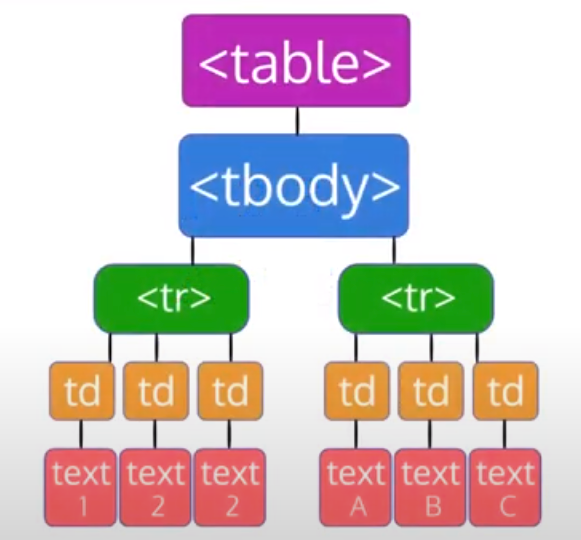 <table>
<tbody>
<tr> <tr>
td td td td td td
text text text text text text
1 2 2 A B C